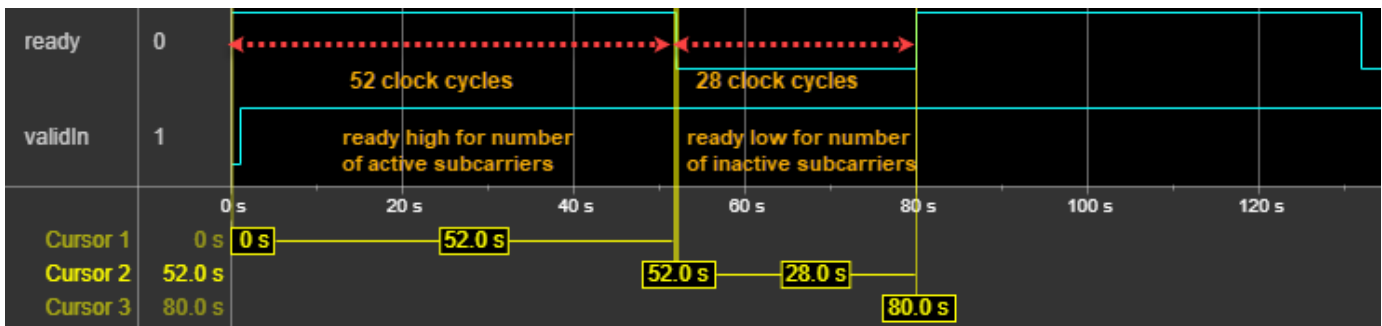 ready 0
52 clock cycles 28 clock cycles
validIn 1
ready high for number ready low for number
of active subcarriers of inactive subcarriers
0 s 20 s 40 s 60 s 80 s 100 s 120 s
Cursor 1 0 s 0 s 52.0 s
Cursor 2 52.0 s 52.0 s 28.0 s
Cursor 3 80.0 s 80.0 s